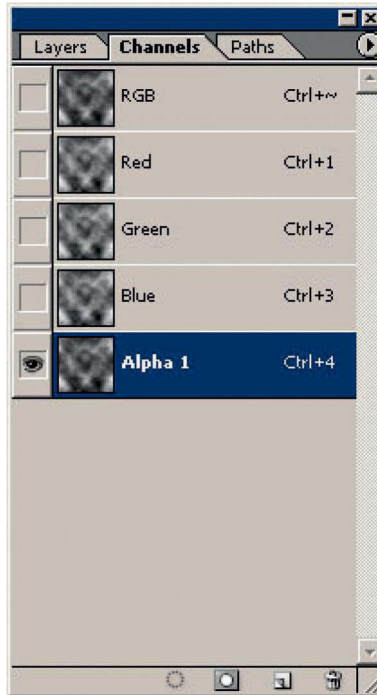 Layers Channels Paths
RGB Ctrl+~
Red Ctrl+1
Green Ctrl+2
Blue Ctrl+3
Alpha 1 Ctrl+4